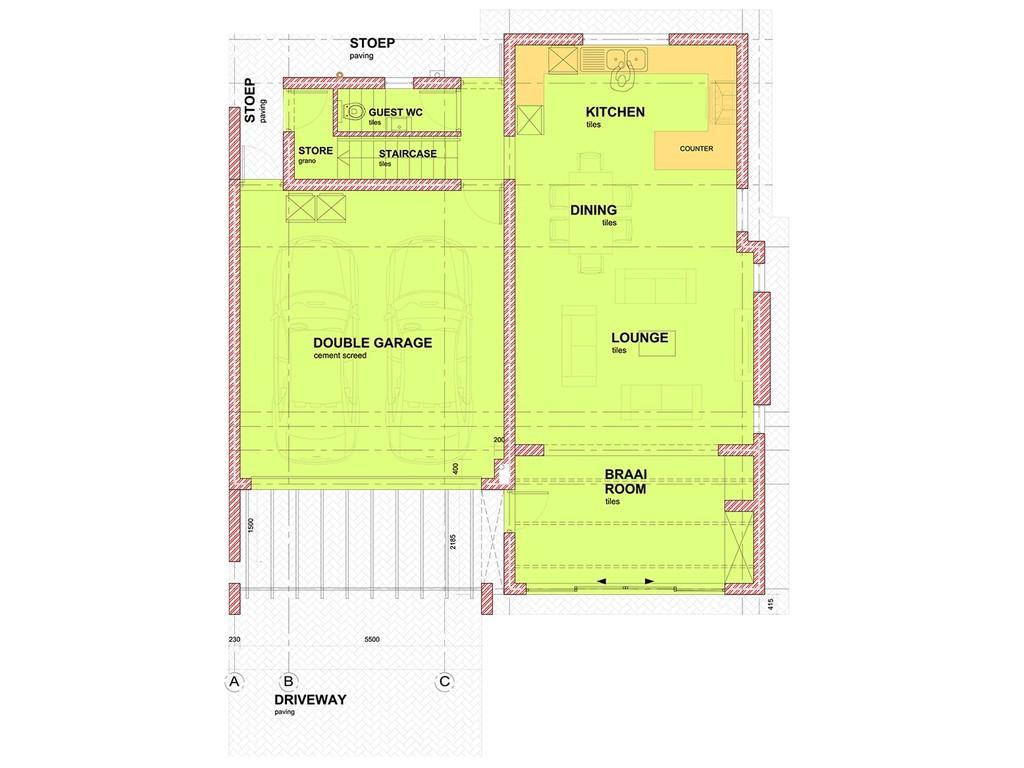 STOEP
paving
STOEP
paving
KITCHEN
tiles
GUEST WC
tiles
COUNTER
STORE
grano
STAIRCASE
tiles
DINING
tiles
DOUBLE GARAGE
cement screed
LOUNGE
tiles
200
400
BRAAI
ROOM
tiles
1500
2185
415
230
5500
A
B
C
DRIVEWAY
paving